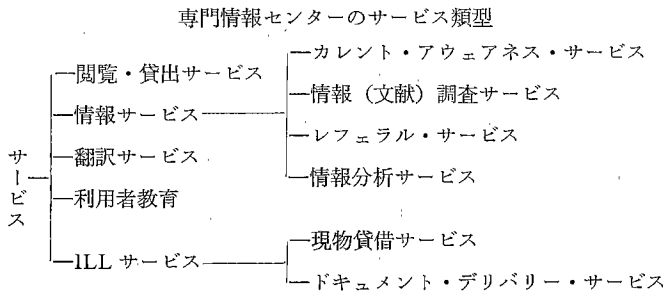 専門情報センターのサービス類型
サービス
閲覧・貸出サービス
情報サービス
翻訳サービス
利用者教育
ILL サービス
カレント・アウェアネス・サービス
情報（文献）調査サービス
レフェラル・サービス
情報分析サービス
現物貸借サービス
ドキュメント・デリバリー・サービス